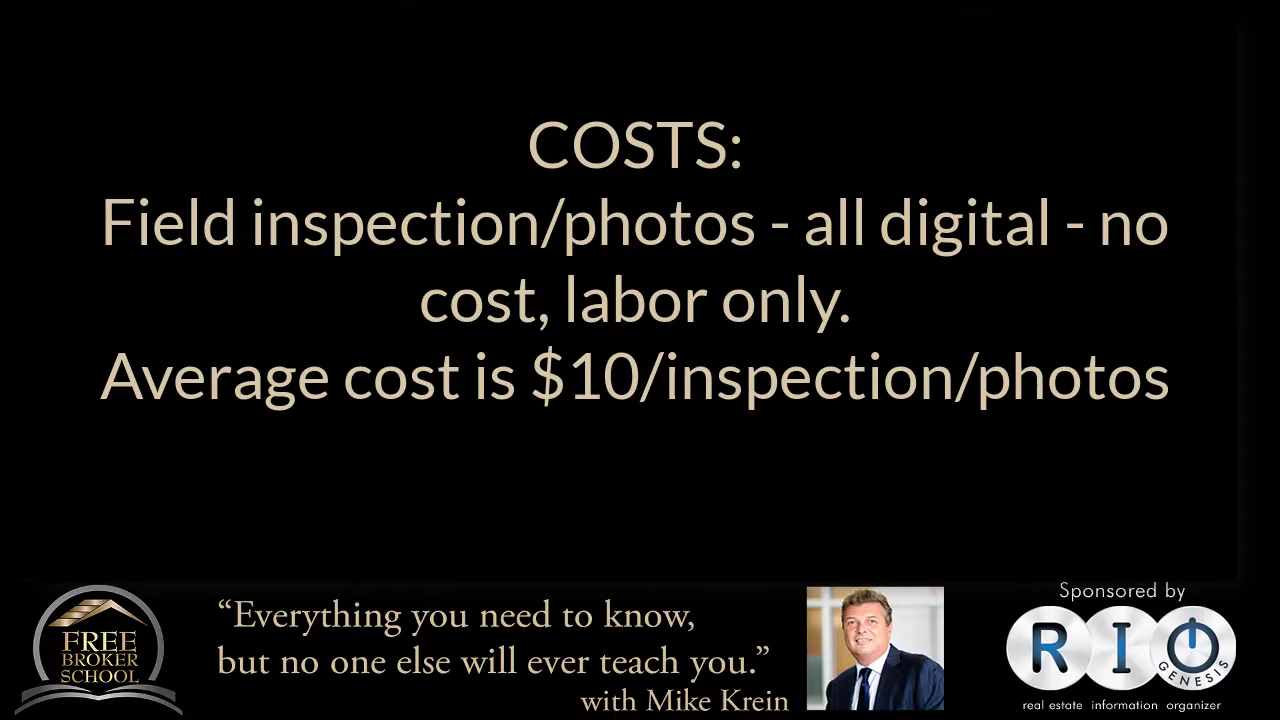 COSTS:
Field inspection/photos - all digital - no
cost, labor only.
Average cost is $10/inspection/photos
FREE
BROKER
SCHOOL
“Everything you need to know,
but no one else will ever teach you.”
with Mike Krein
Sponsored by
RIO
GENESIS
real estate information organizer